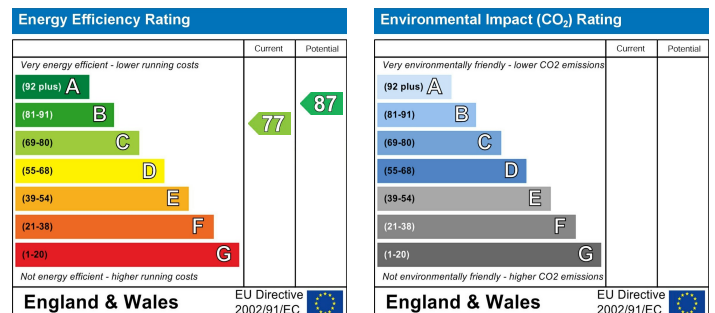 Energy Efficiency Rating
Current Potential
Very energy efficient - lower running costs
(92 plus) A
(81-91) B
(69-80) C
(55-68) D
(39-54) E
(21-38) F
(1-20) G
77
87
Not energy efficient - higher running costs
England & Wales
EU Directive
2002/91/EC
Environmental Impact (CO₂) Rating
Current Potential
Very environmentally friendly - lower CO2 emissions
(92 plus) A
(81-91) B
(69-80) C
(55-68) D
(39-54) E
(21-38) F
(1-20) G
Not environmentally friendly - higher CO2 emissions
England & Wales
EU Directive
2002/91/EC